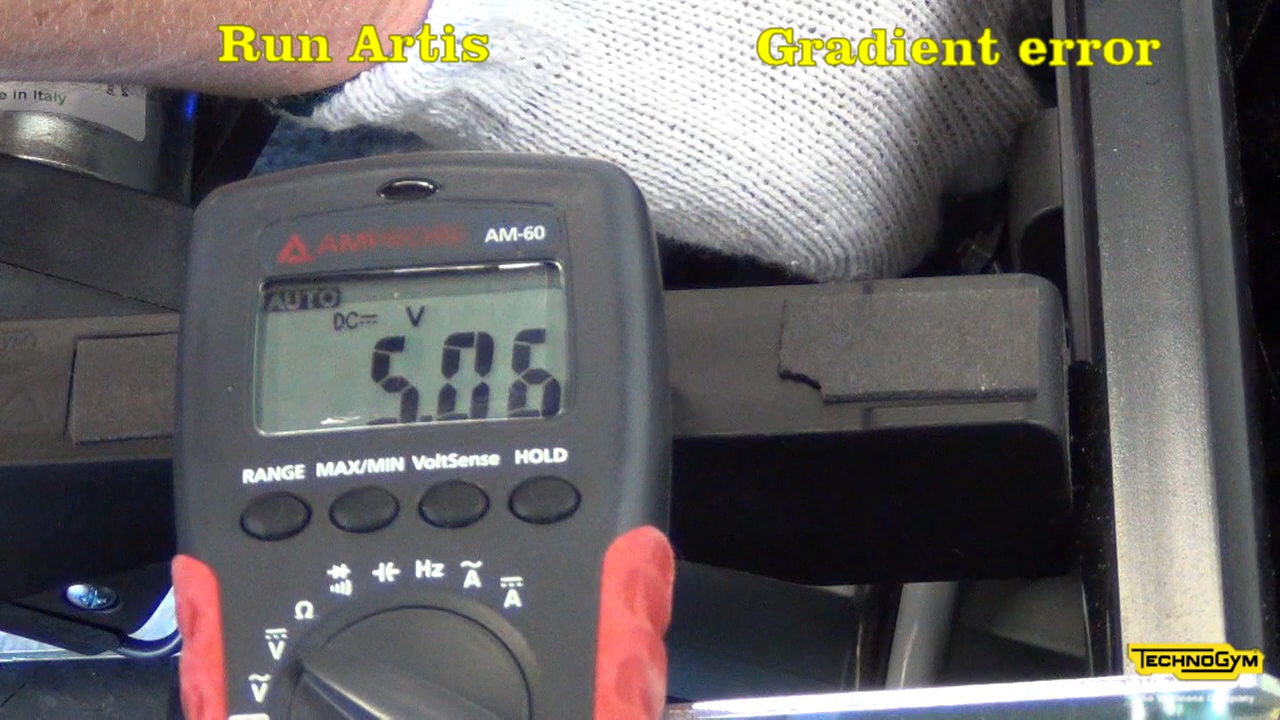 Run Artis
Gradient error
e in Italy
AMPROBE
AM-60
AUTO
DC V
5.06
RANGE MAX/MIN VoltSense HOLD
Hz
Ã
A
Ω
V
Ṽ
TECHNOGYM